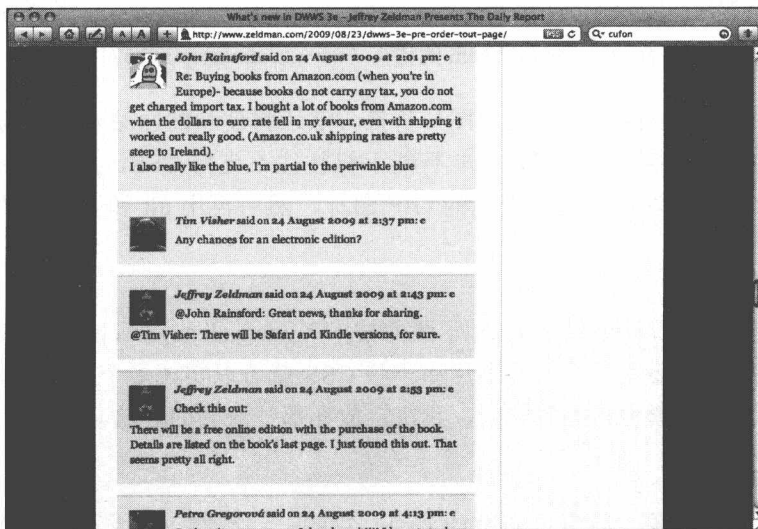 What's new in DWWS 3e – Jeffrey Zeldman Presents The Daily Report
A A + http://www.zeldman.com/2009/08/23/dwws-3e-pre-order-tout-page/ RSS cufon
John Rainsford said on 24 August 2009 at 2:01 pm: e
Re: Buying books from Amazon.com (when you're in
Europe)- because books do not carry any tax, you do not
get charged import tax. I bought a lot of books from Amazon.com
when the dollars to euro rate fell in my favour, even with shipping it
worked out really good. (Amazon.co.uk shipping rates are pretty
steep to Ireland).
I also really like the blue, I'm partial to the periwinkle blue
Tim Visher said on 24 August 2009 at 2:37 pm: e
Any chances for an electronic edition?
Jeffrey Zeldman said on 24 August 2009 at 2:43 pm: e
@John Rainsford: Great news, thanks for sharing.
@Tim Visher: There will be Safari and Kindle versions, for sure.
Jeffrey Zeldman said on 24 August 2009 at 2:53 pm: e
Check this out:
There will be a free online edition with the purchase of the book.
Details are listed on the book's last page. I just found this out. That
seems pretty all right.
Petra Gregorová said on 24 August 2009 at 4:13 pm: e